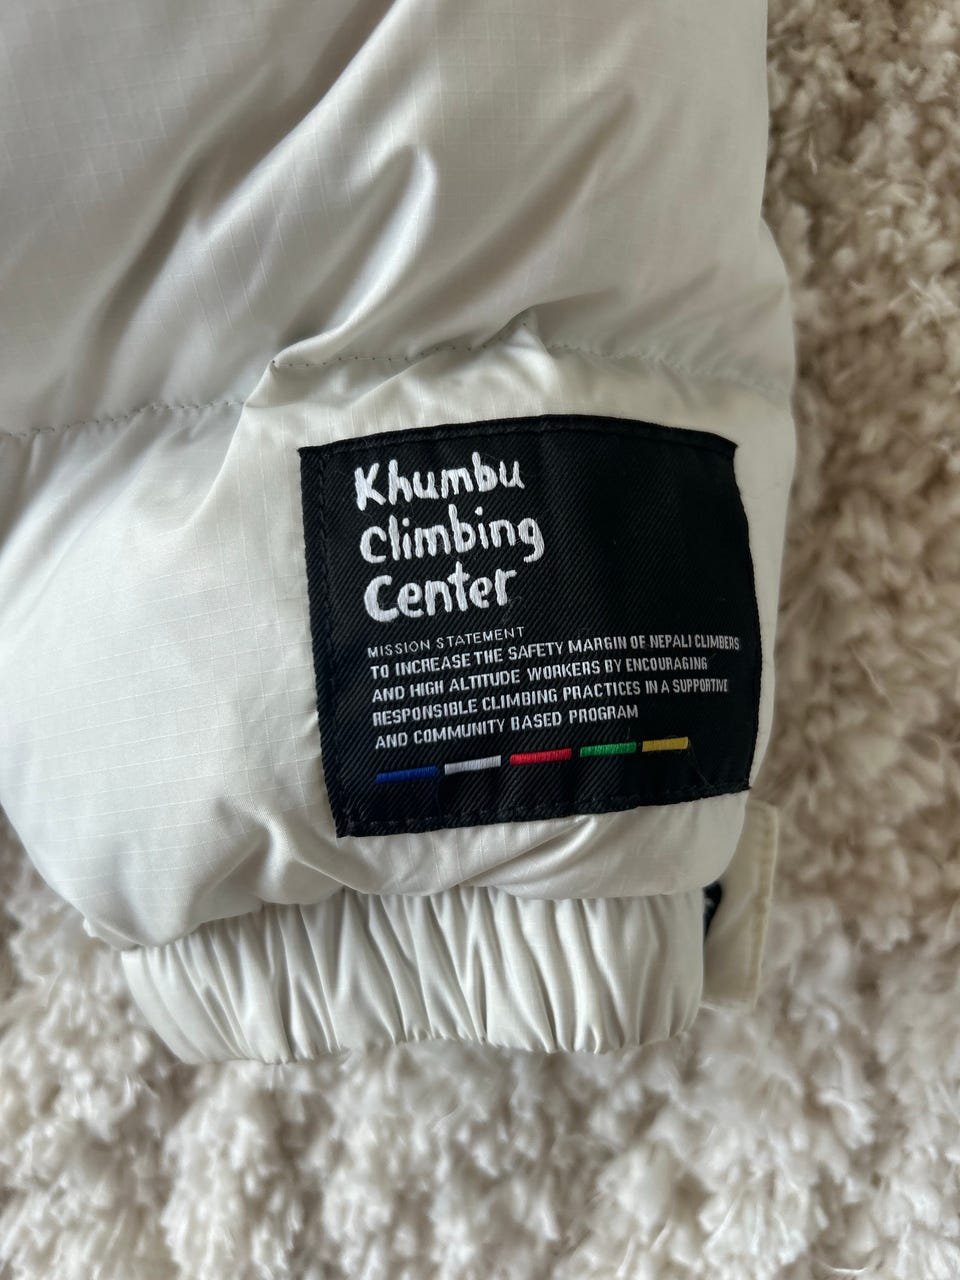 Khumbu
Climbing
Center
MISSION STATEMENT
TO INCREASE THE SAFETY MARGIN OF NEPALI CLIMBERS
AND HIGH ALTITUDE WORKERS BY ENCOURAGING
RESPONSIBLE CLIMBING PRACTICES IN A SUPPORTIVE
AND COMMUNITY BASED PROGRAM